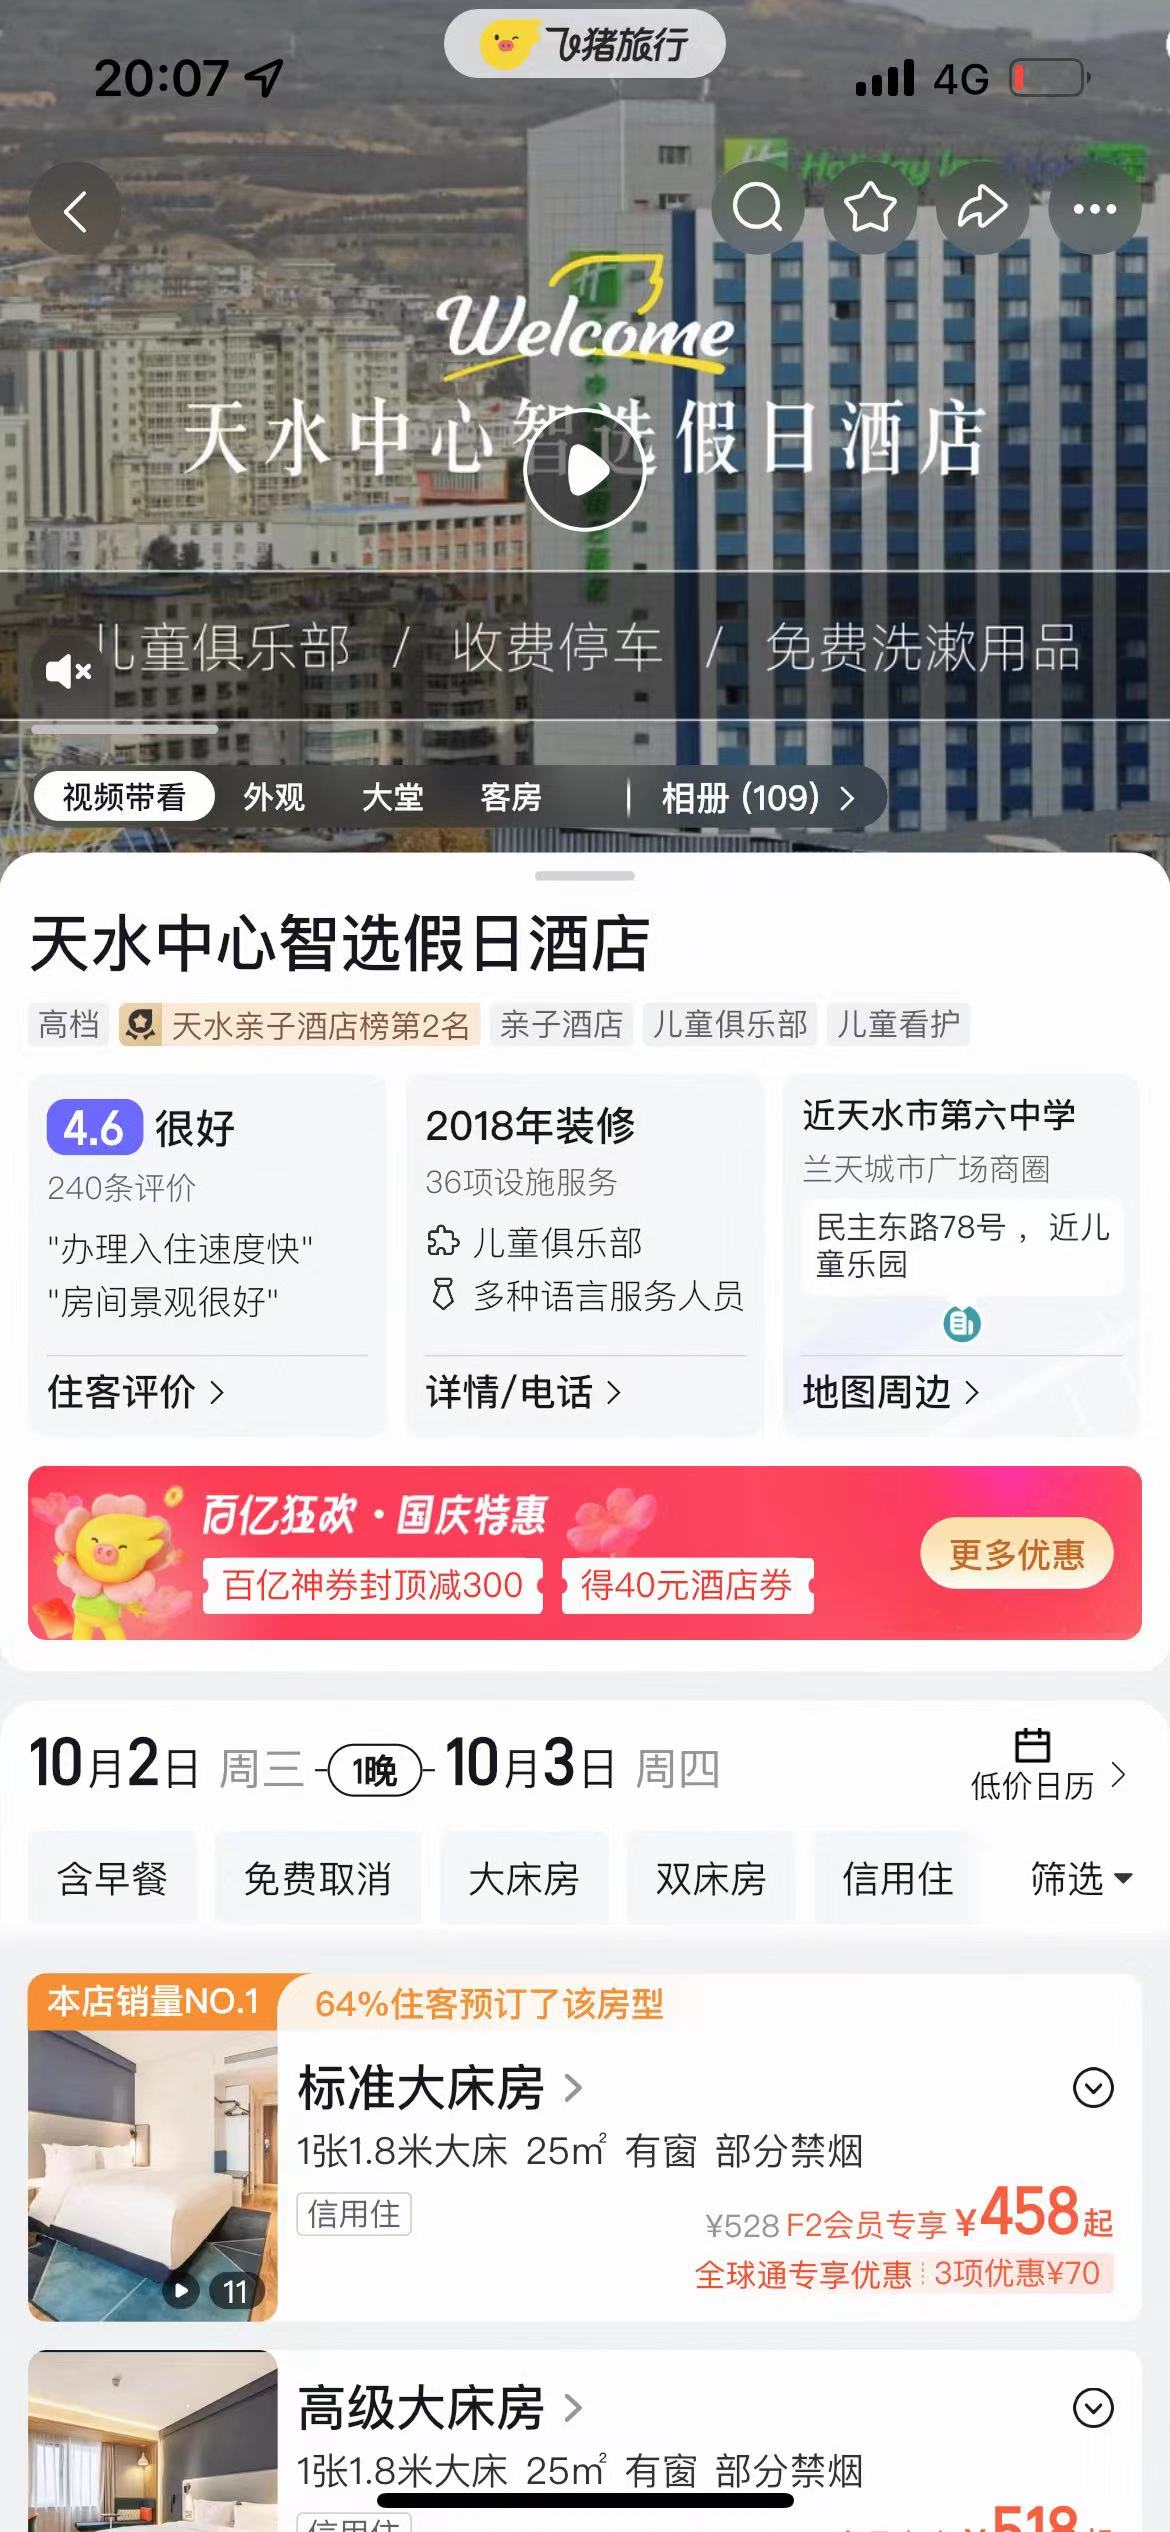 飞猪旅行
20:07
4G
Holiday Inn
Welcome
天水中心智选假日酒店
儿童俱乐部 / 收费停车 / 免费洗漱用品
视频带看 外观 大堂 客房 相册 (109)
天水中心智选假日酒店
高档 天水亲子酒店榜第2名 亲子酒店 儿童俱乐部 儿童看护
4.6 很好
240条评价
"办理入住速度快"
"房间景观很好"
住客评价
2018年装修
36项设施服务
儿童俱乐部
多种语言服务人员
详情/电话
近天水市第六中学
兰天城市广场商圈
民主东路78号，近儿
童乐园
地图周边
百亿狂欢·国庆特惠
百亿神券封顶减300 得40元酒店券
更多优惠
10月2日 周三 1晚 10月3日 周四
低价日历
含早餐 免费取消 大床房 双床房 信用住 筛选
本店销量NO.1 64%住客预订了该房型
标准大床房
1张1.8米大床 25㎡ 有窗 部分禁烟
信用住
¥528 F2会员专享 ¥458起
全球通专享优惠 3项优惠¥70
11
高级大床房
1张1.8米大床 25㎡ 有窗 部分禁烟
信用住
¥518起